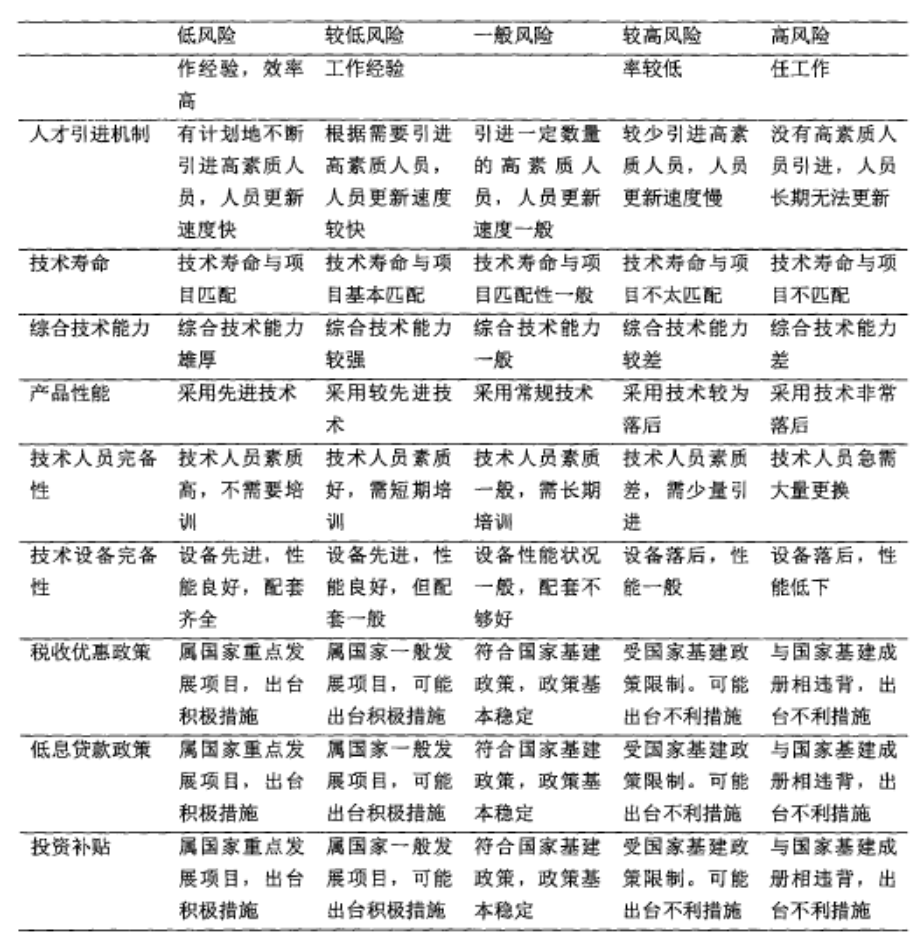 低风险 较低风险 一般风险 较高风险 高风险
作经验，效率 工作经验 率较低 任工作
高
人才引进机制 有计划地不断 根据需要引进 引进一定数量 较少引进高素 没有高素质人
引进高素质人 高素质人员， 的高素质人 质人员，人员 员引进，人员
员，人员更新 人员更新速度 员，人员更新 更新速度慢 长期无法更新
速度快 较快 速度一般
技术寿命 技术寿命与项 技术寿命与项 技术寿命与项 技术寿命与项 技术寿命与项
目匹配 目基本匹配 目匹配性一般 目不太匹配 目不匹配
综合技术能力 综合技术能力 综合技术能力 综合技术能力 综合技术能力 综合技术能力
雄厚 较强 一般 较差 差
产品性能 采用先进技术 采用较先进技 采用常规技术 采用技术较为 采用技术非常
术 落后 落后
技术人员完备 技术人员素质 技术人员素质 技术人员素质 技术人员素质 技术人员急需
性 高，不需要培 好，需短期培 一般，需长期 差，需少量引 大量更换
训 训 培训 进
技术设备完备 设备先进，性 设备先进，性 设备性能状况 设备落后，性 设备落后，性
性 能良好，配套 能良好，但配 一般，配套不 能一般 能低下
齐全 套一般 够好
税收优惠政策 属国家重点发 属国家一般发 符合国家基建 受国家基建政 与国家基建成
展项目，出台 展项目，可能 政策，政策基 策限制。可能 册相违背，出
积极措施 出台积极措施 本稳定 出台不利措施 台不利措施
低息贷款政策 属国家重点发 属国家一般发 符合国家基建 受国家基建政 与国家基建成
展项目，出台 展项目，可能 政策，政策基 策限制。可能 册相违背，出
积极措施 出台积极措施 本稳定 出台不利措施 台不利措施
投资补贴 属国家重点发 属国家一般发 符合国家基建 受国家基建政 与国家基建成
展项目，出台 展项目，可能 政策，政策基 策限制。可能 册相违背，出
积极措施 出台积极措施 本稳定 出台不利措施 台不利措施